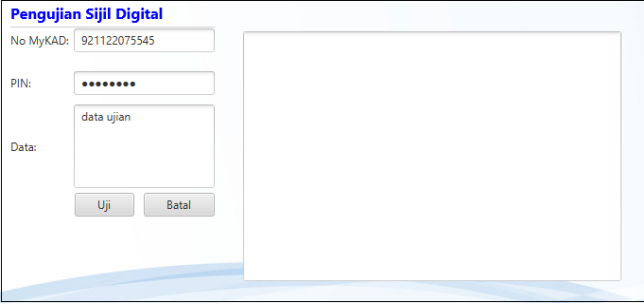 Pengujian Sijil Digital
No MyKAD: 921122075545
PIN: ●●●●●●●●
Data: data ujian
Uji Batal